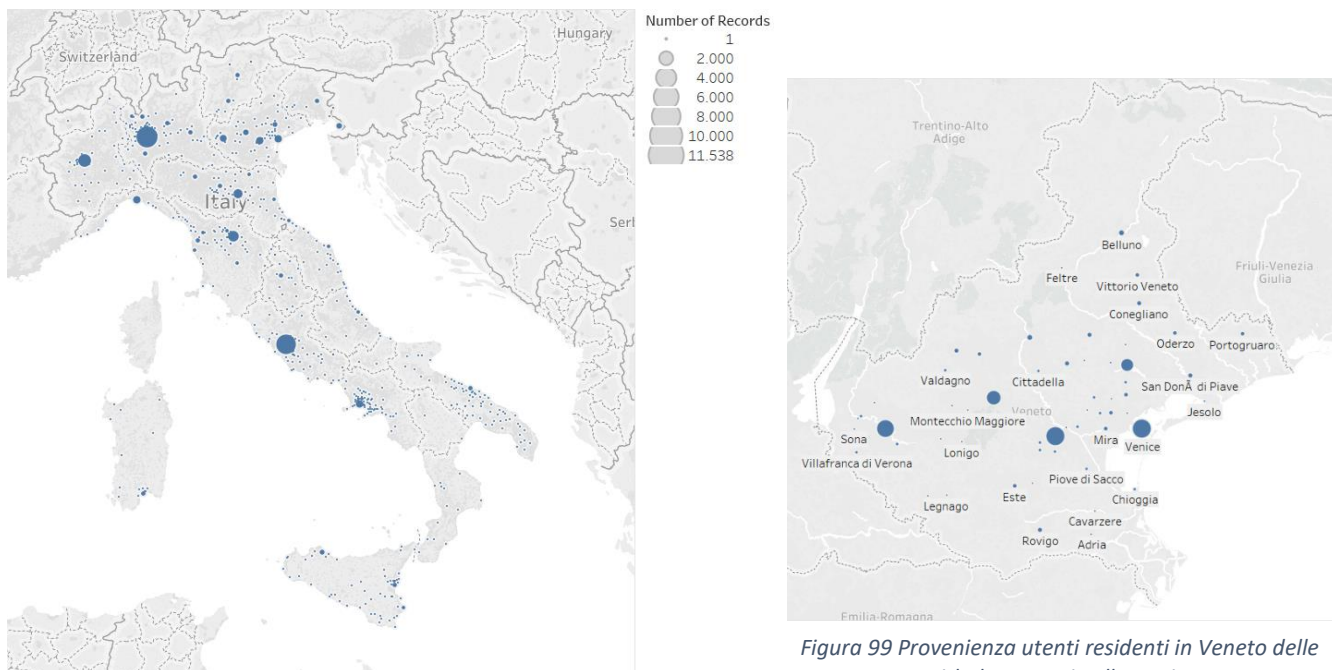 Switzerland
Hungary
Italy
Serl
Number of Records
1
2.000
4.000
6.000
8.000
10.000
11.538
Trentino-Alto
Adige
Belluno
Feltre
Friuli-Venezia
Giulia
Vittorio Veneto
Conegliano
Oderzo
Portogruaro.
Valdagno
Cittadella
San DonÃ di Piave
Jesolo
Montecchio Maggiore
Veneto
Sona
Mira
Venice
Villafranca di Verona
Lonigo
Piove di Sacco
Este
Chioggia
Legnago
Cavarzere
Rovigo
Adria
Emilia-Romagna
Figura 99 Provenienza utenti residenti in Veneto delle